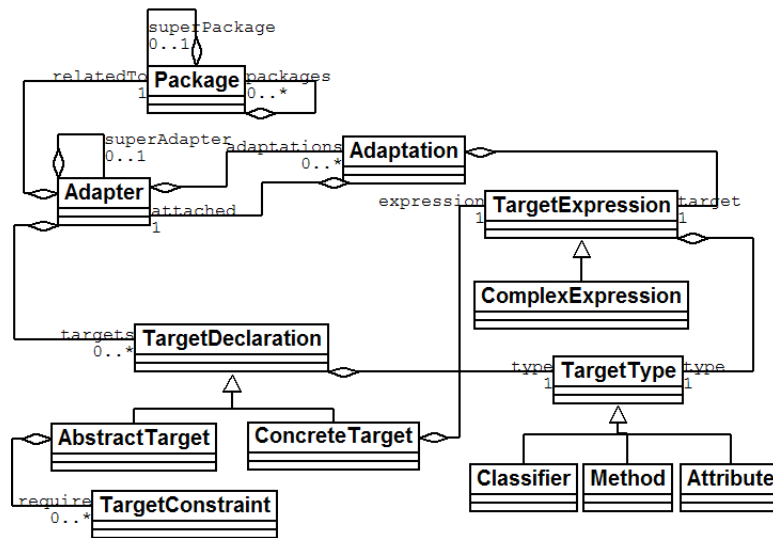 superPackage
0..1
relatedTo
1
Package
packages
0..*
superAdapter
0..1
adaptations
0..*
Adaptation
Adapter
attached
1
expression
1
TargetExpression
target
1
ComplexExpression
targets
0..*
TargetDeclaration
type
1
TargetType
type
1
AbstractTarget
ConcreteTarget
Classifier
Method
Attribute
require
0..*
TargetConstraint